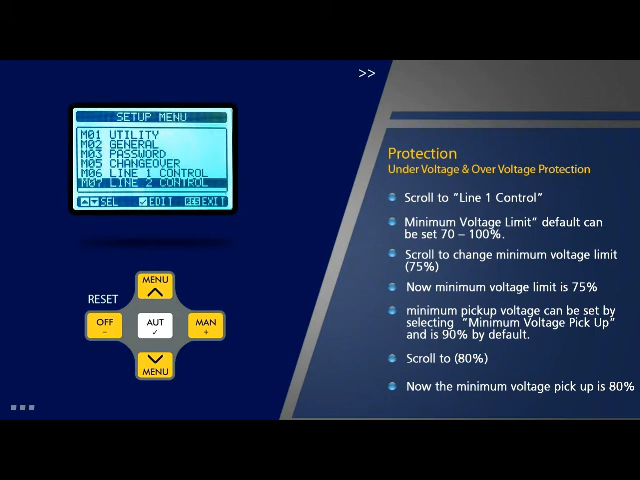 >>
SETUP MENU
M01 UTILITY
M02 GENERAL
M03 PASSWORD
M05 CHANGEOVER
M06 LINE 1 CONTROL
M07 LINE 2 CONTROL
SEL EDIT RES EXIT
MENU
RESET
OFF
–
AUT
✓
MAN
+
MENU
Protection
Under Voltage & Over Voltage Protection
Scroll to “Line 1 Control”
Minimum Voltage Limit” default can
be set 70 – 100%.
Scroll to change minimum voltage limit
(75%)
Now minimum voltage limit is 75%
minimum pickup voltage can be set by
selecting “Minimum Voltage Pick Up”
and is 90% by default.
Scroll to (80%)
Now the minimum voltage pick up is 80%